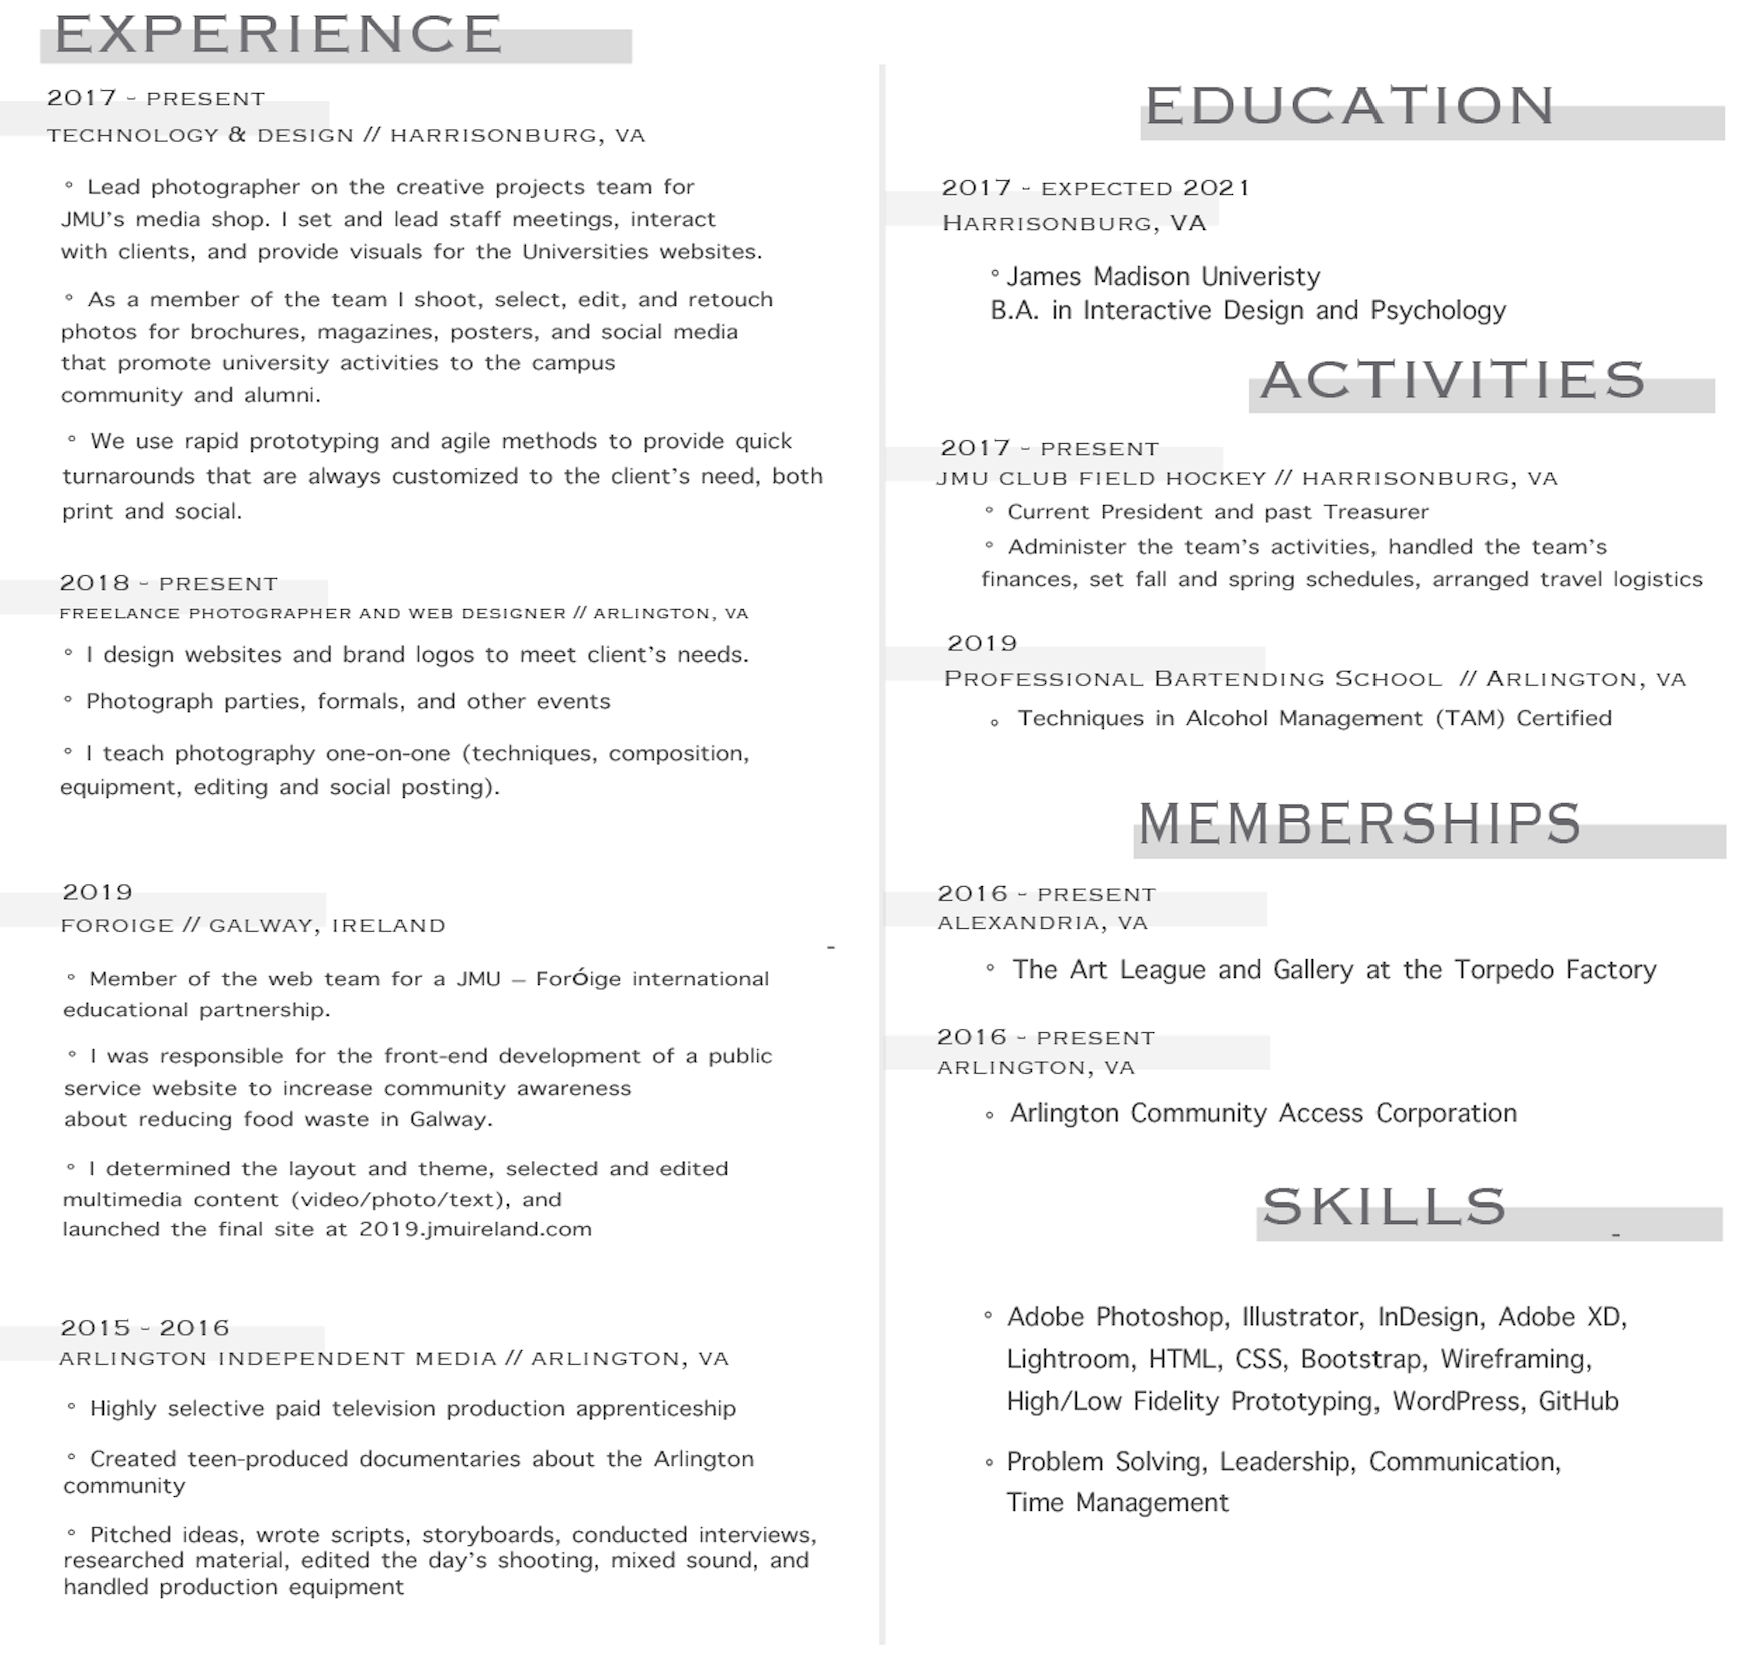 EXPERIENCE
2017 - PRESENT
TECHNOLOGY & DESIGN // HARRISONBURG, VA
° Lead photographer on the creative projects team for
JMU's media shop. I set and lead staff meetings, interact
with clients, and provide visuals for the Universities websites.
° As a member of the team I shoot, select, edit, and retouch
photos for brochures, magazines, posters, and social media
that promote university activities to the campus
community and alumni.
° We use rapid prototyping and agile methods to provide quick
turnarounds that are always customized to the client's need, both
print and social.
2018 - PRESENT
FREELANCE PHOTOGRAPHER AND WEB DESIGNER // ARLINGTON, VA
° I design websites and brand logos to meet client's needs.
° Photograph parties, formals, and other events
° I teach photography one-on-one (techniques, composition,
equipment, editing and social posting).
2019
FOROIGE // GALWAY, IRELAND
-
° Member of the web team for a JMU – Foróige international
educational partnership.
° I was responsible for the front-end development of a public
service website to increase community awareness
about reducing food waste in Galway.
° I determined the layout and theme, selected and edited
multimedia content (video/photo/text), and
launched the final site at 2019.jmuireland.com
2015 - 2016
ARLINGTON INDEPENDENT MEDIA // ARLINGTON, VA
° Highly selective paid television production apprenticeship
° Created teen-produced documentaries about the Arlington
community
° Pitched ideas, wrote scripts, storyboards, conducted interviews,
researched material, edited the day's shooting, mixed sound, and
handled production equipment
EDUCATION
2017 - EXPECTED 2021
HARRISONBURG, VA
° James Madison Univeristy
B.A. in Interactive Design and Psychology
ACTIVITIES
2017 - PRESENT
JMU CLUB FIELD HOCKEY // HARRISONBURG, VA
° Current President and past Treasurer
° Administer the team's activities, handled the team's
finances, set fall and spring schedules, arranged travel logistics
2019
PROFESSIONAL BARTENDING SCHOOL // ARLINGTON, VA
° Techniques in Alcohol Management (TAM) Certified
MEMBERSHIPS
2016 - PRESENT
ALEXANDRIA, VA
° The Art League and Gallery at the Torpedo Factory
2016 - PRESENT
ARLINGTON, VA
° Arlington Community Access Corporation
SKILLS
-
° Adobe Photoshop, Illustrator, InDesign, Adobe XD,
Lightroom, HTML, CSS, Bootstrap, Wireframing,
High/Low Fidelity Prototyping, WordPress, GitHub
° Problem Solving, Leadership, Communication,
Time Management